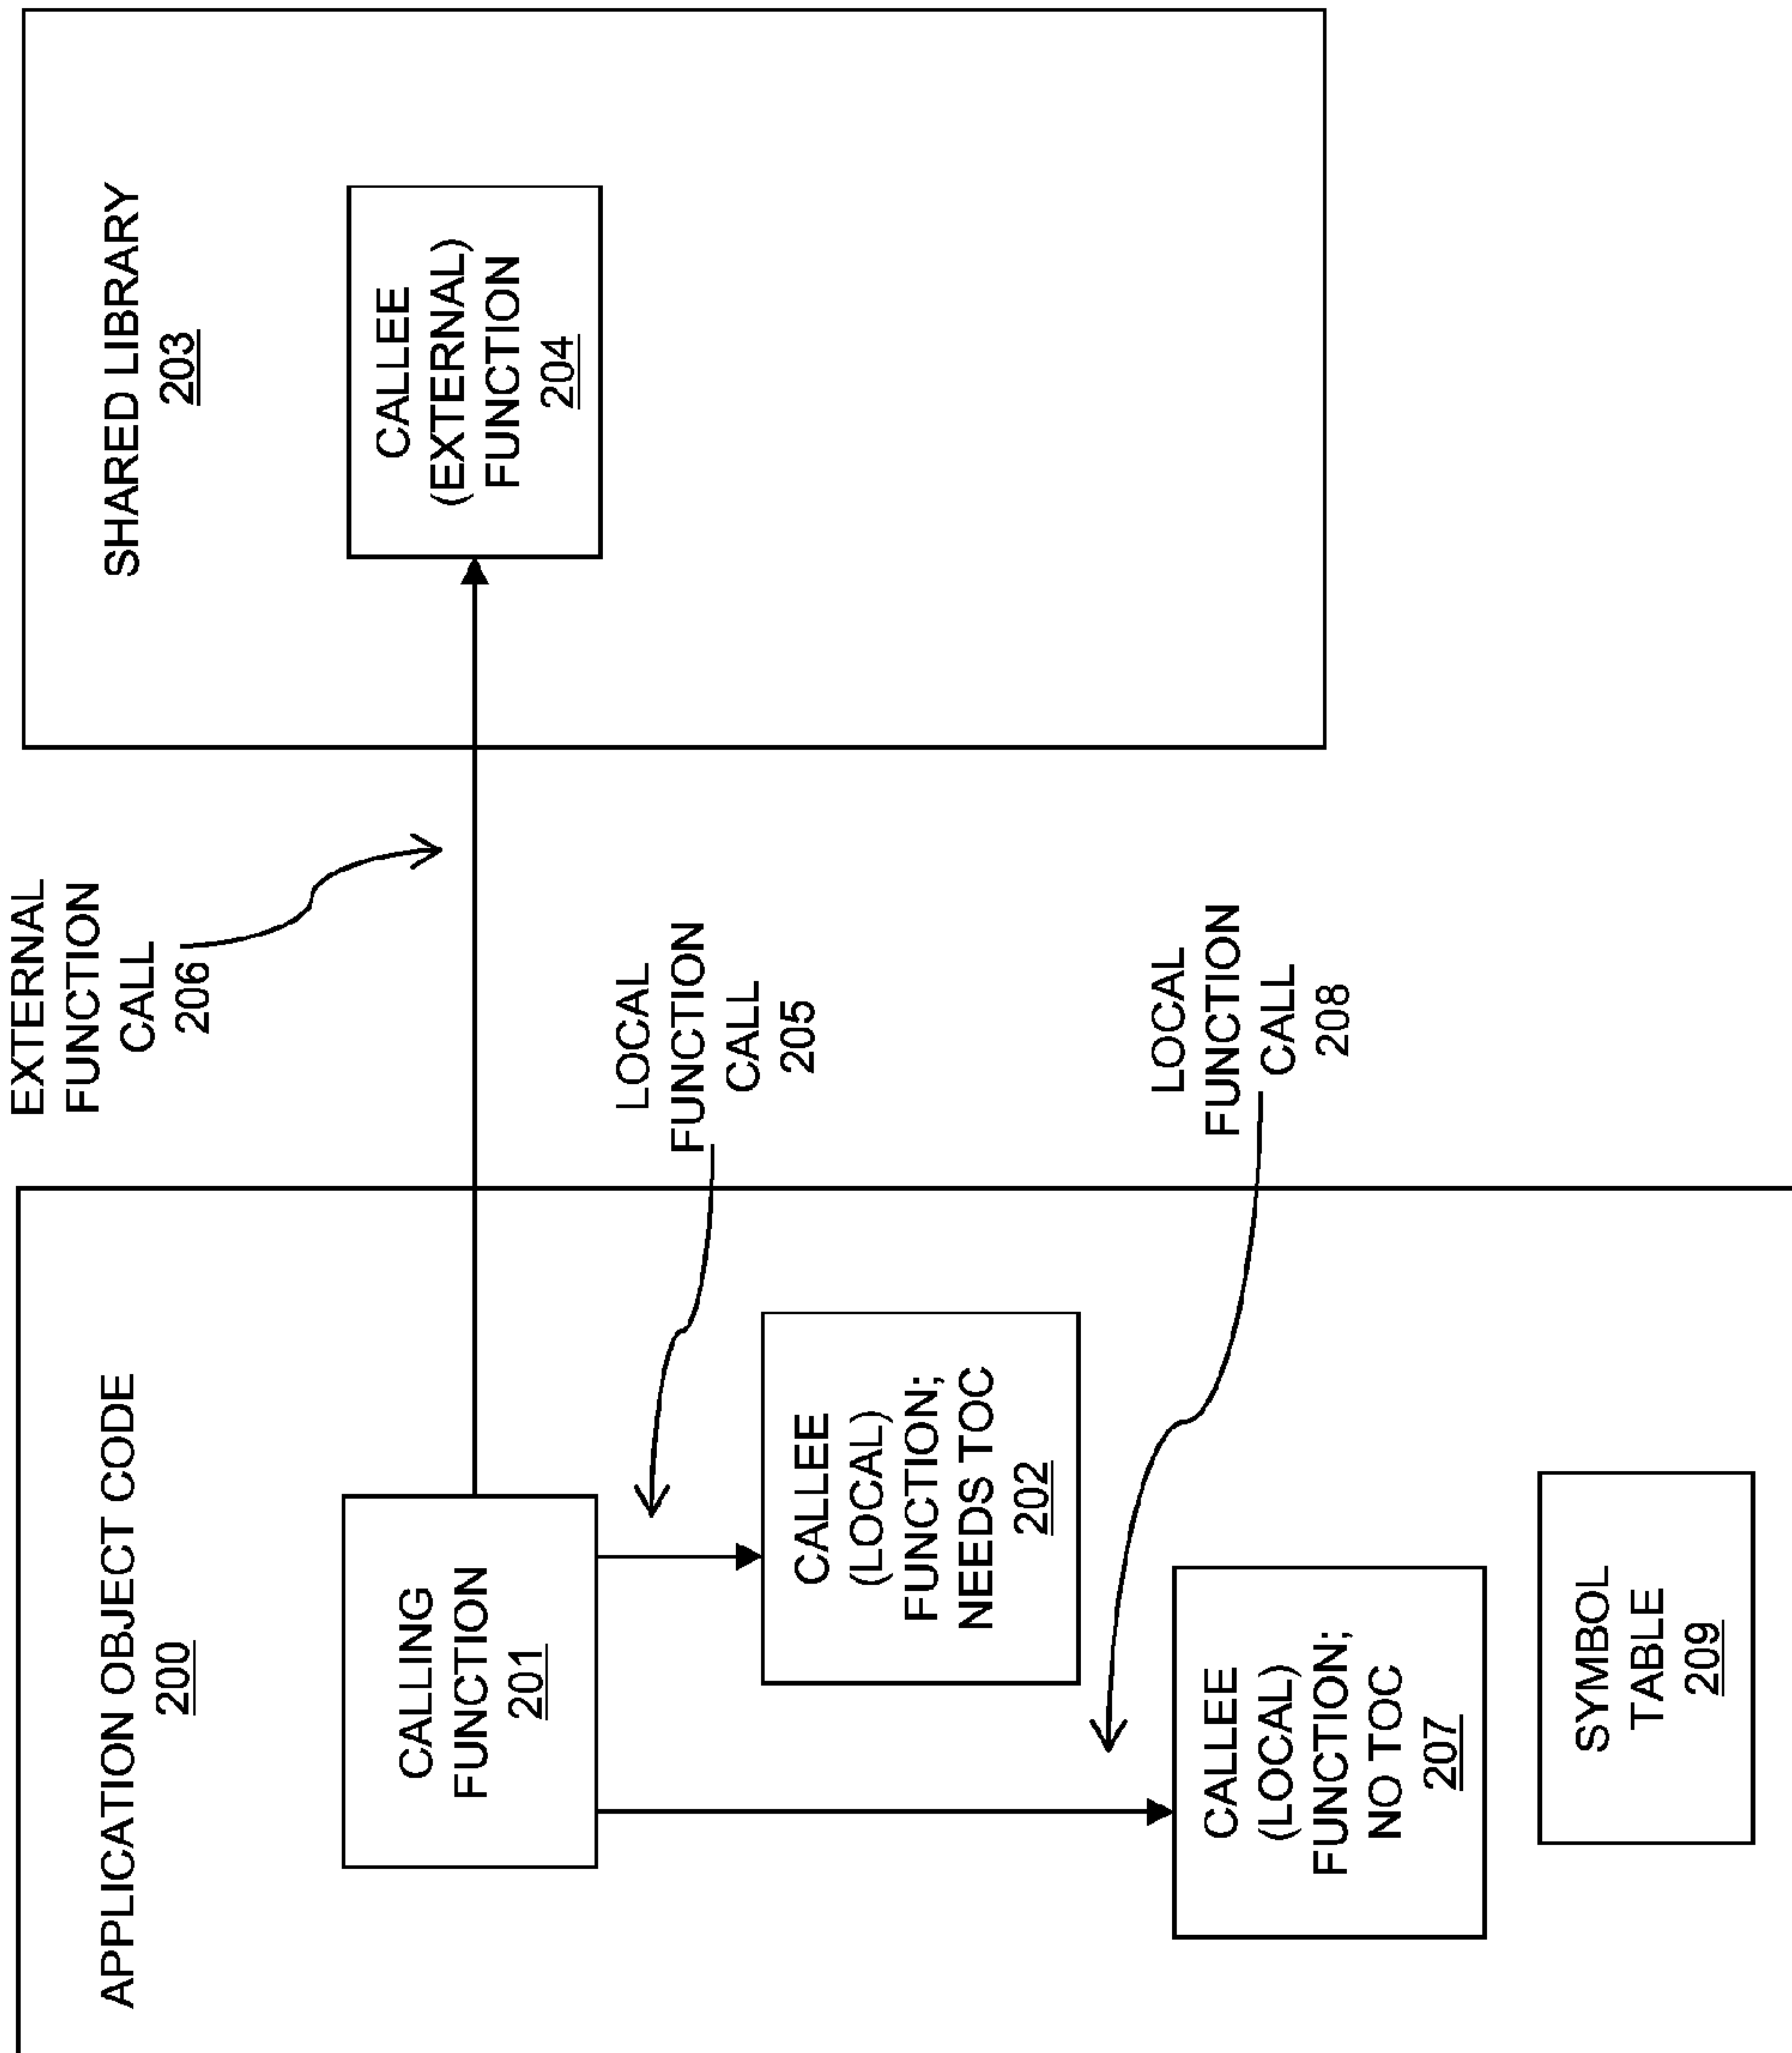 APPLICATION OBJECT CODE
200
CALLING
FUNCTION
201
CALLEE
(LOCAL)
FUNCTION;
NEEDS TOC
202
CALLEE
(LOCAL)
FUNCTION;
NO TOC
207
SYMBOL
TABLE
209
EXTERNAL
FUNCTION
CALL
206
LOCAL
FUNCTION
CALL
205
LOCAL
FUNCTION
CALL
208
SHARED LIBRARY
203
CALLEE
(EXTERNAL)
FUNCTION
204